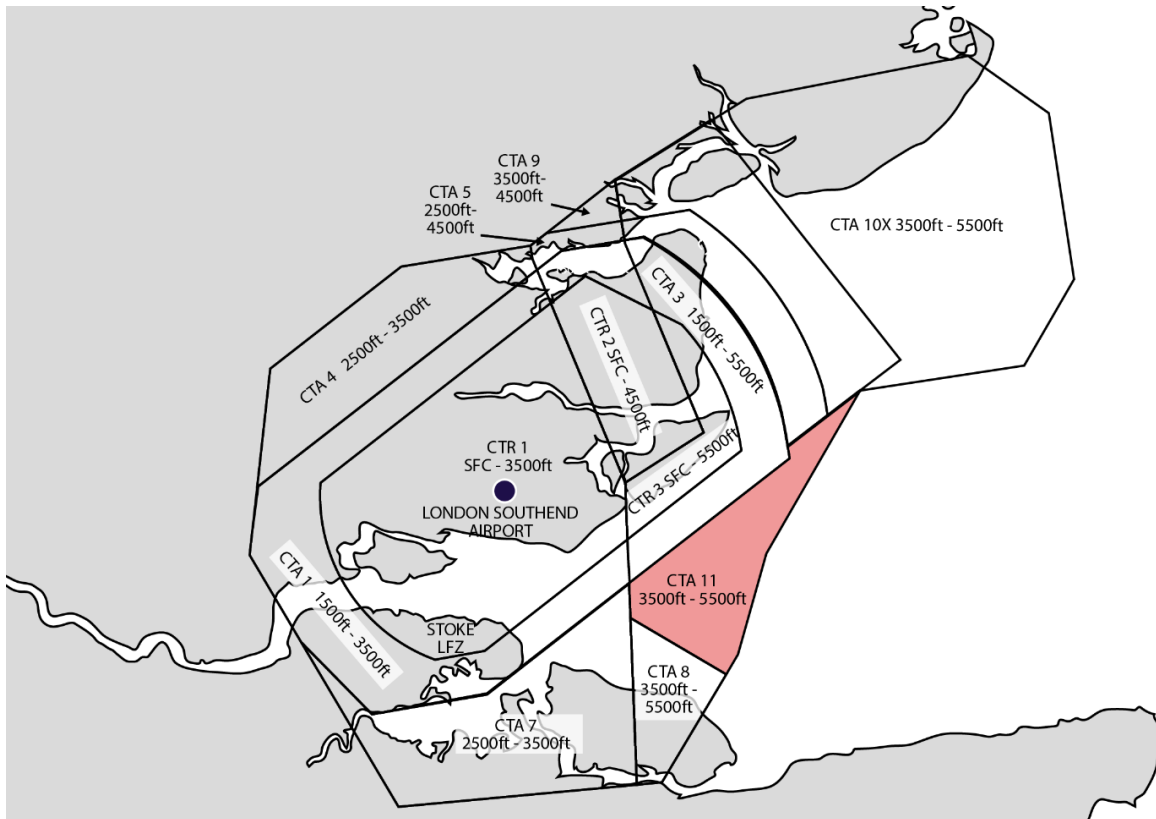 CTA 9
3500ft-
4500ft
CTA 5
2500ft-
4500ft
CTA 10X 3500ft - 5500ft
CTA 4 2500ft - 3500ft
CTR 2 SFC - 4500ft
CTA 3 1500ft - 5500ft
CTR 1
SFC - 3500ft
LONDON SOUTHEND
AIRPORT
CTR 3 SFC - 5500ft
CTA 1 1500ft - 3500ft
STOKE
LFZ
CTA 11
3500ft - 5500ft
CTA 8
3500ft -
5500ft
CTA 7
2500ft - 3500ft